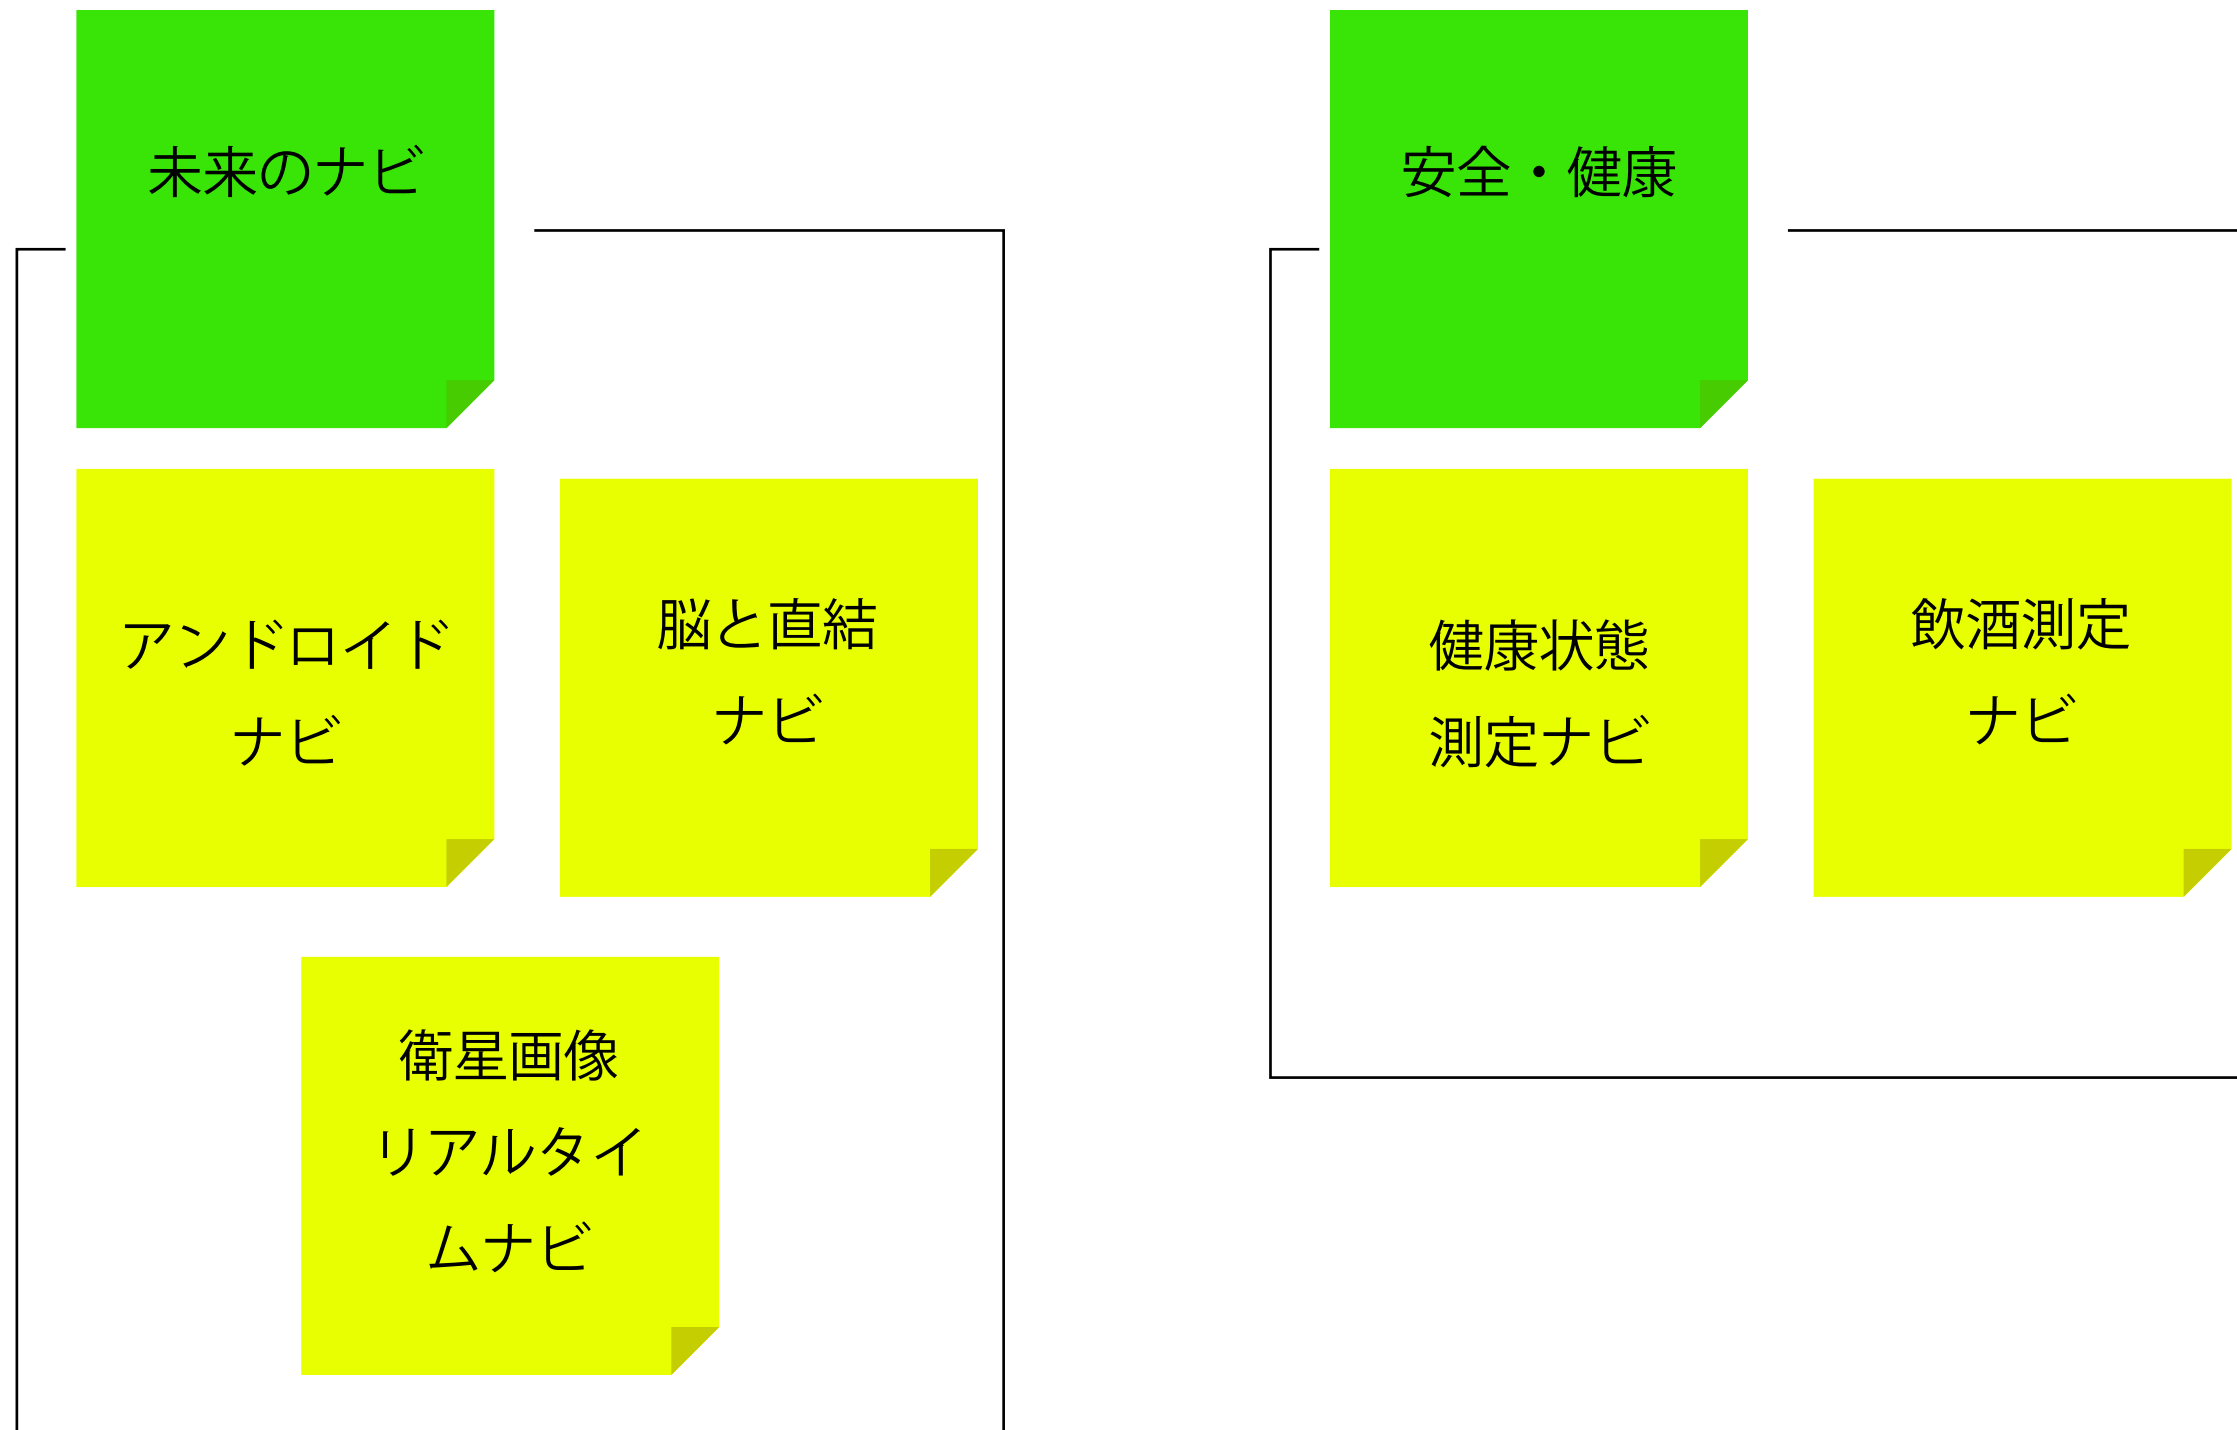 未来のナビ
アンドロイド
ナビ
脳と直結
ナビ
衛星画像
リアルタイ
ムナビ
安全・健康
健康状態
測定ナビ
飲酒測定
ナビ